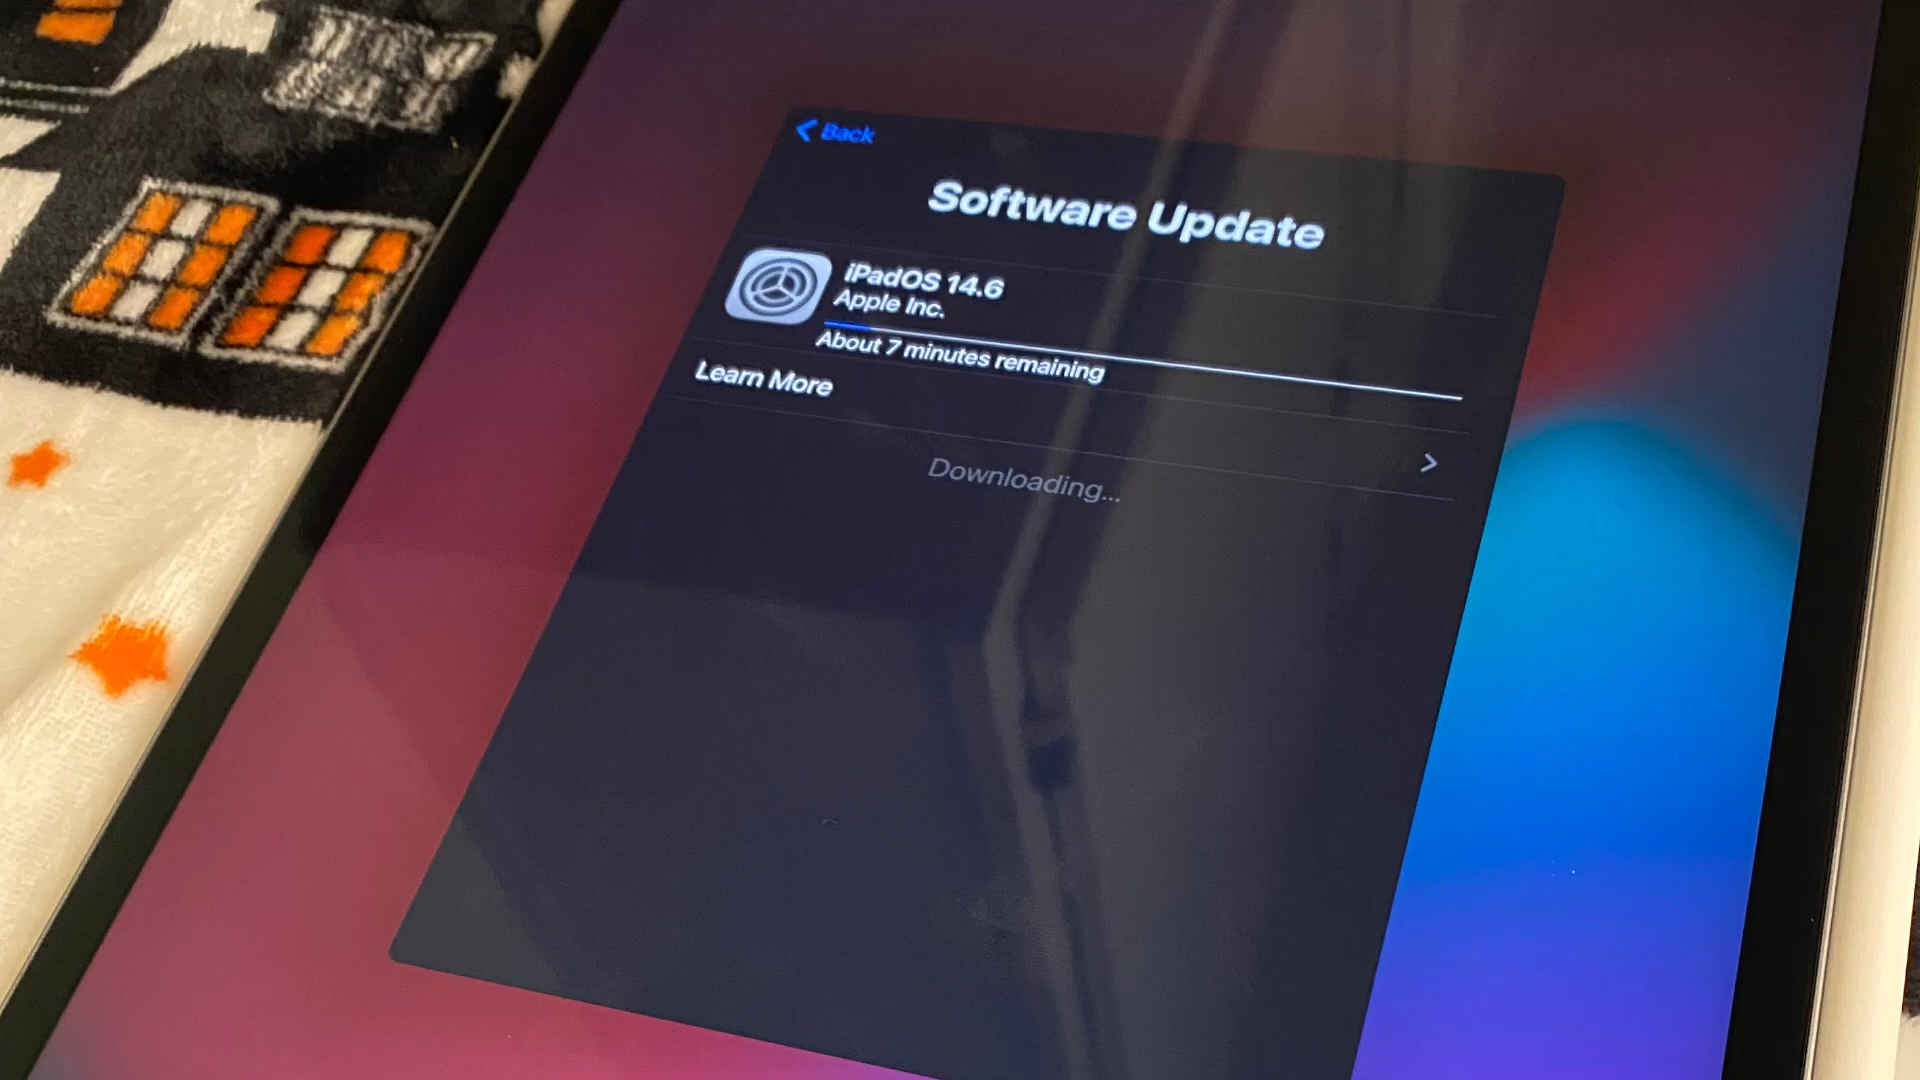 Back
Software Update
iPadOS 14.6
Apple Inc.
About 7 minutes remaining
Learn More
Downloading...